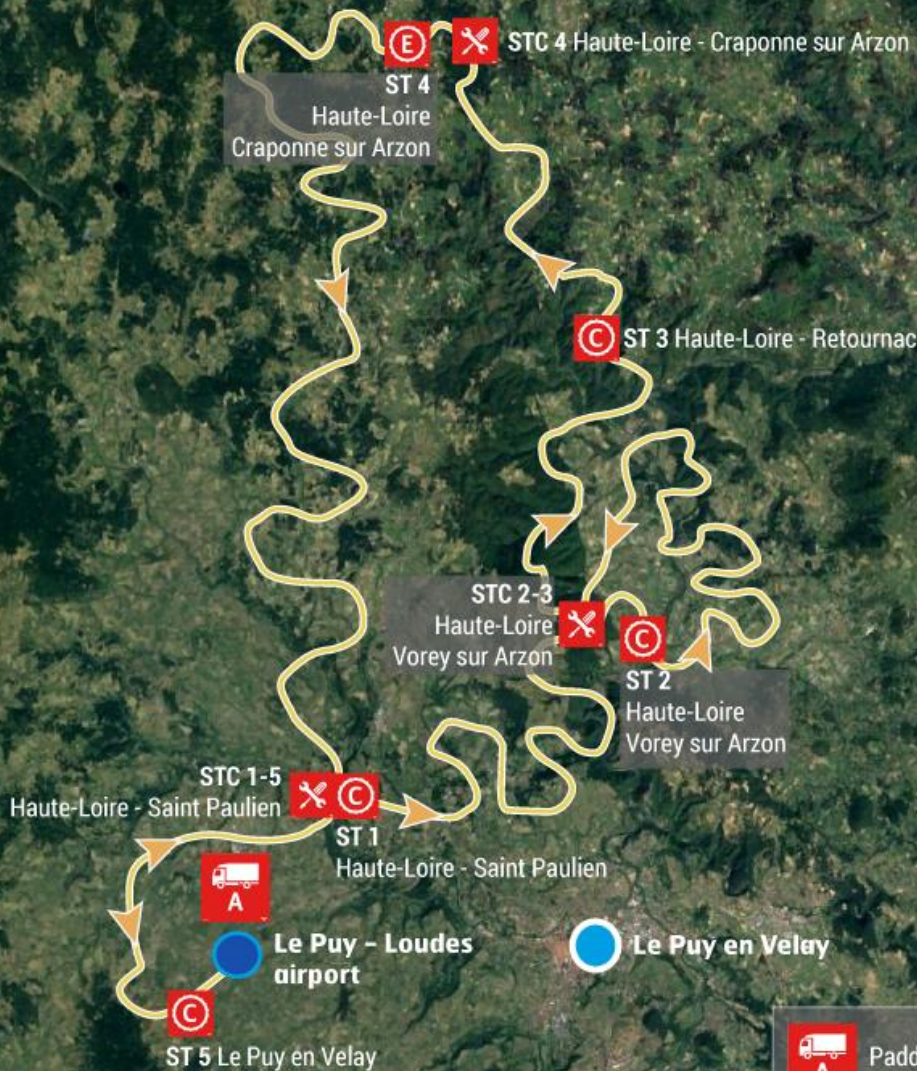 E
STC 4 Haute-Loire - Craponne sur Arzon
ST 4
Haute-Loire
Craponne sur Arzon
C
ST 3 Haute-Loire - Retournac
STC 2-3
Haute-Loire
Vorey sur Arzon
C
ST 2
Haute-Loire
Vorey sur Arzon
STC 1-5
Haute-Loire - Saint Paulien
C
ST 1
Haute-Loire - Saint Paulien
A
Le Puy – Loudes
airport
Le Puy en Velay
C
ST 5 Le Puy en Velay
A
Padd